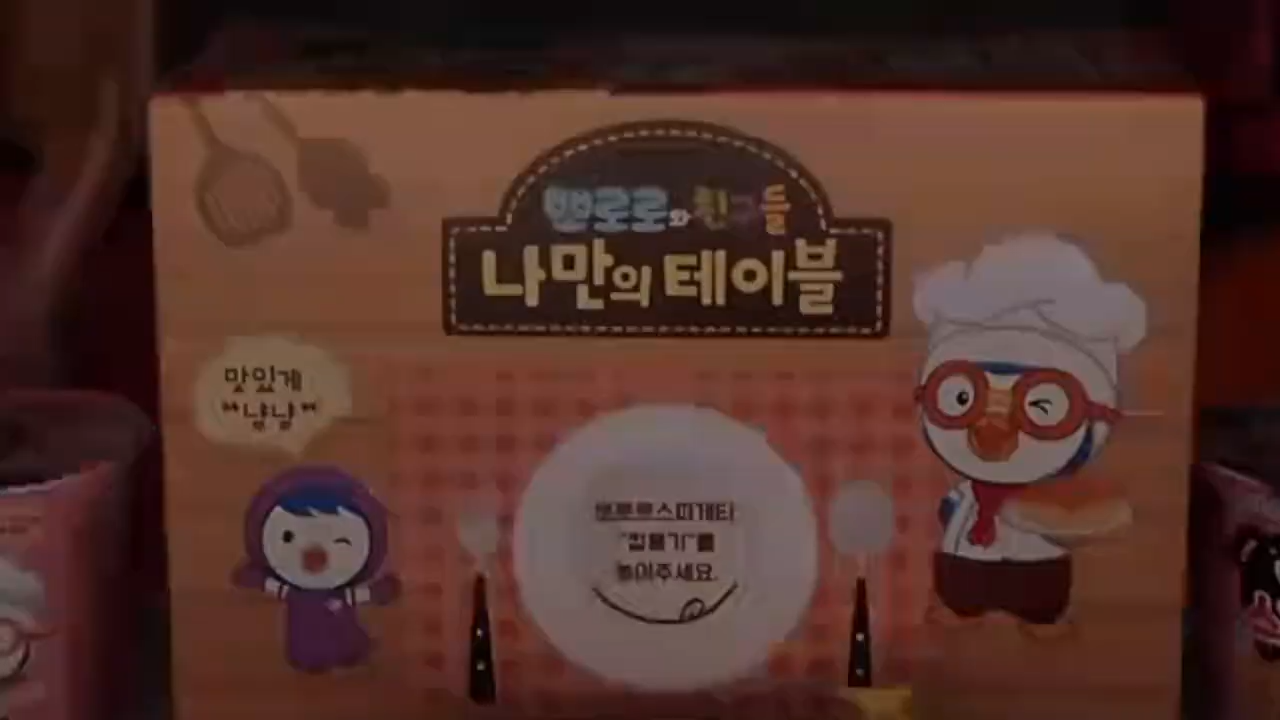 뽀로로와 친구들
나만의 테이블
맛있게
"냠냠"
뽀로로스파게티
"컵용기"를
놓아주세요.